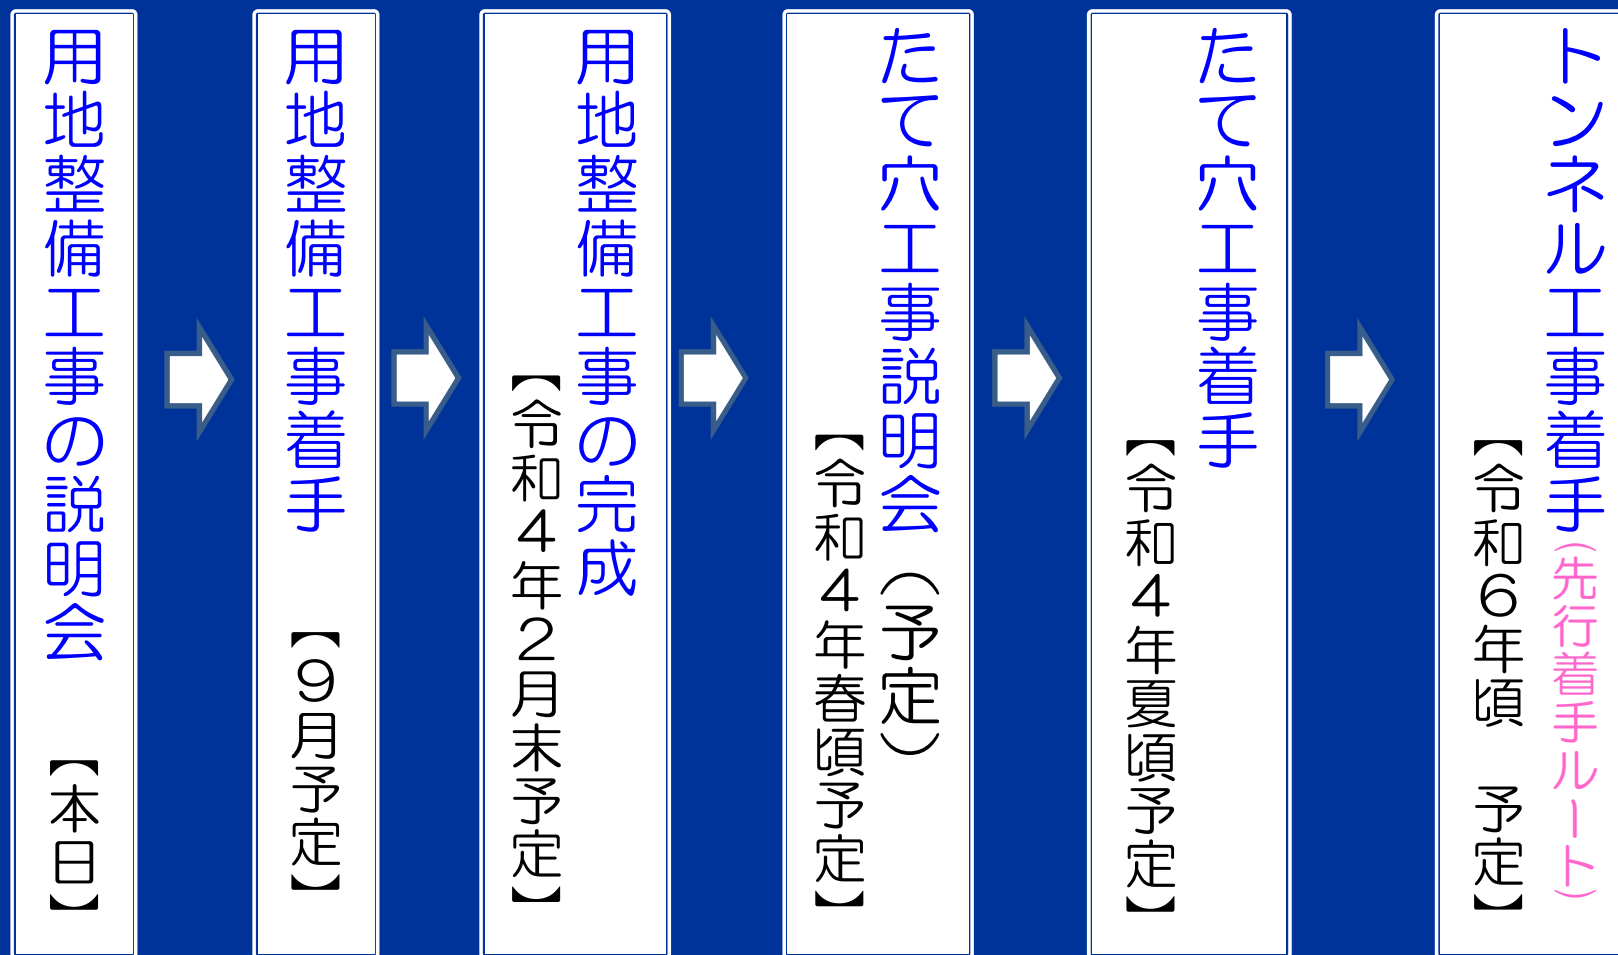 用地整備工事の説明会　【本日】
用地整備工事着手　【９月予定】
用地整備工事の完成
【令和４年２月末予定】
たて穴工事説明会（予定）
【令和４年春頃予定】
たて穴工事着手
【令和４年夏頃予定】
トンネル工事着手（先行着手ルート）
【令和６年頃　予定】